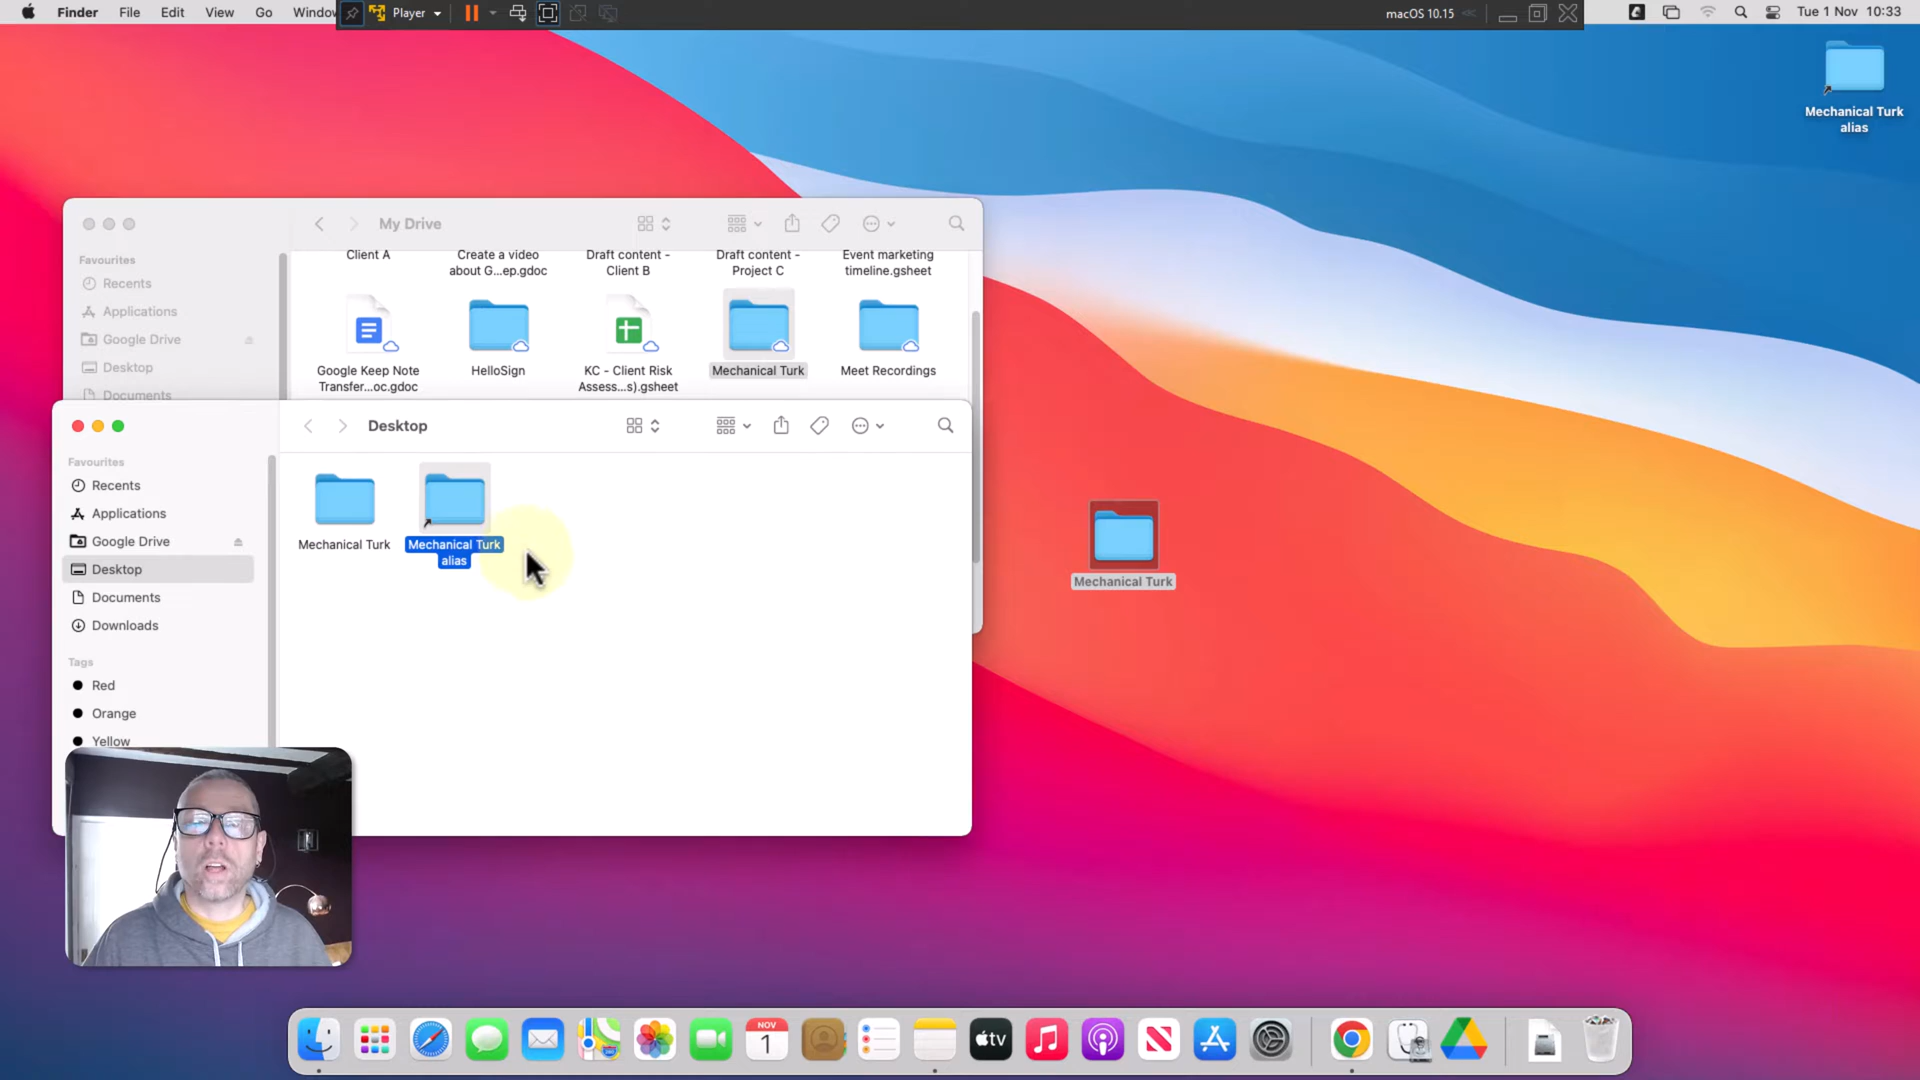 Finder File Edit View Go Window
Player
macOS 10.15
Tue 1 Nov 10:33
Mechanical Turk
alias
My Drive
Favourites
Recents
Applications
Google Drive
Desktop
Documents
Client A
Create a video
about G...ep.gdoc
Draft content -
Client B
Draft content -
Project C
Event marketing
timeline.gsheet
Google Keep Note
Transfer...oc.gdoc
HelloSign
KC - Client Risk
Assess...s).gsheet
Mechanical Turk
Meet Recordings
Desktop
Favourites
Recents
Applications
Google Drive
Desktop
Documents
Downloads
Tags
Red
Orange
Yellow
Mechanical Turk
Mechanical Turk
alias
Mechanical Turk
NOV
1
tv